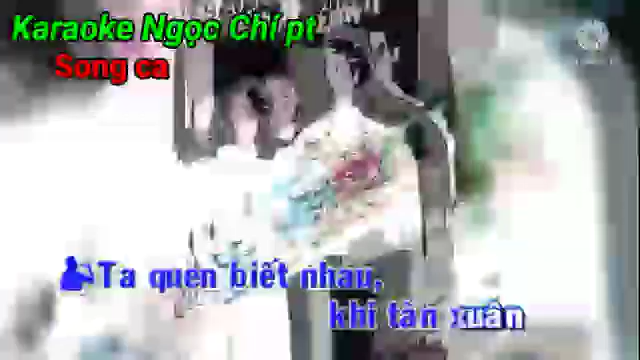 Karaoke Ngọc Chí pt
Song ca
Ta quen biết nhau,
khi tàn xuân